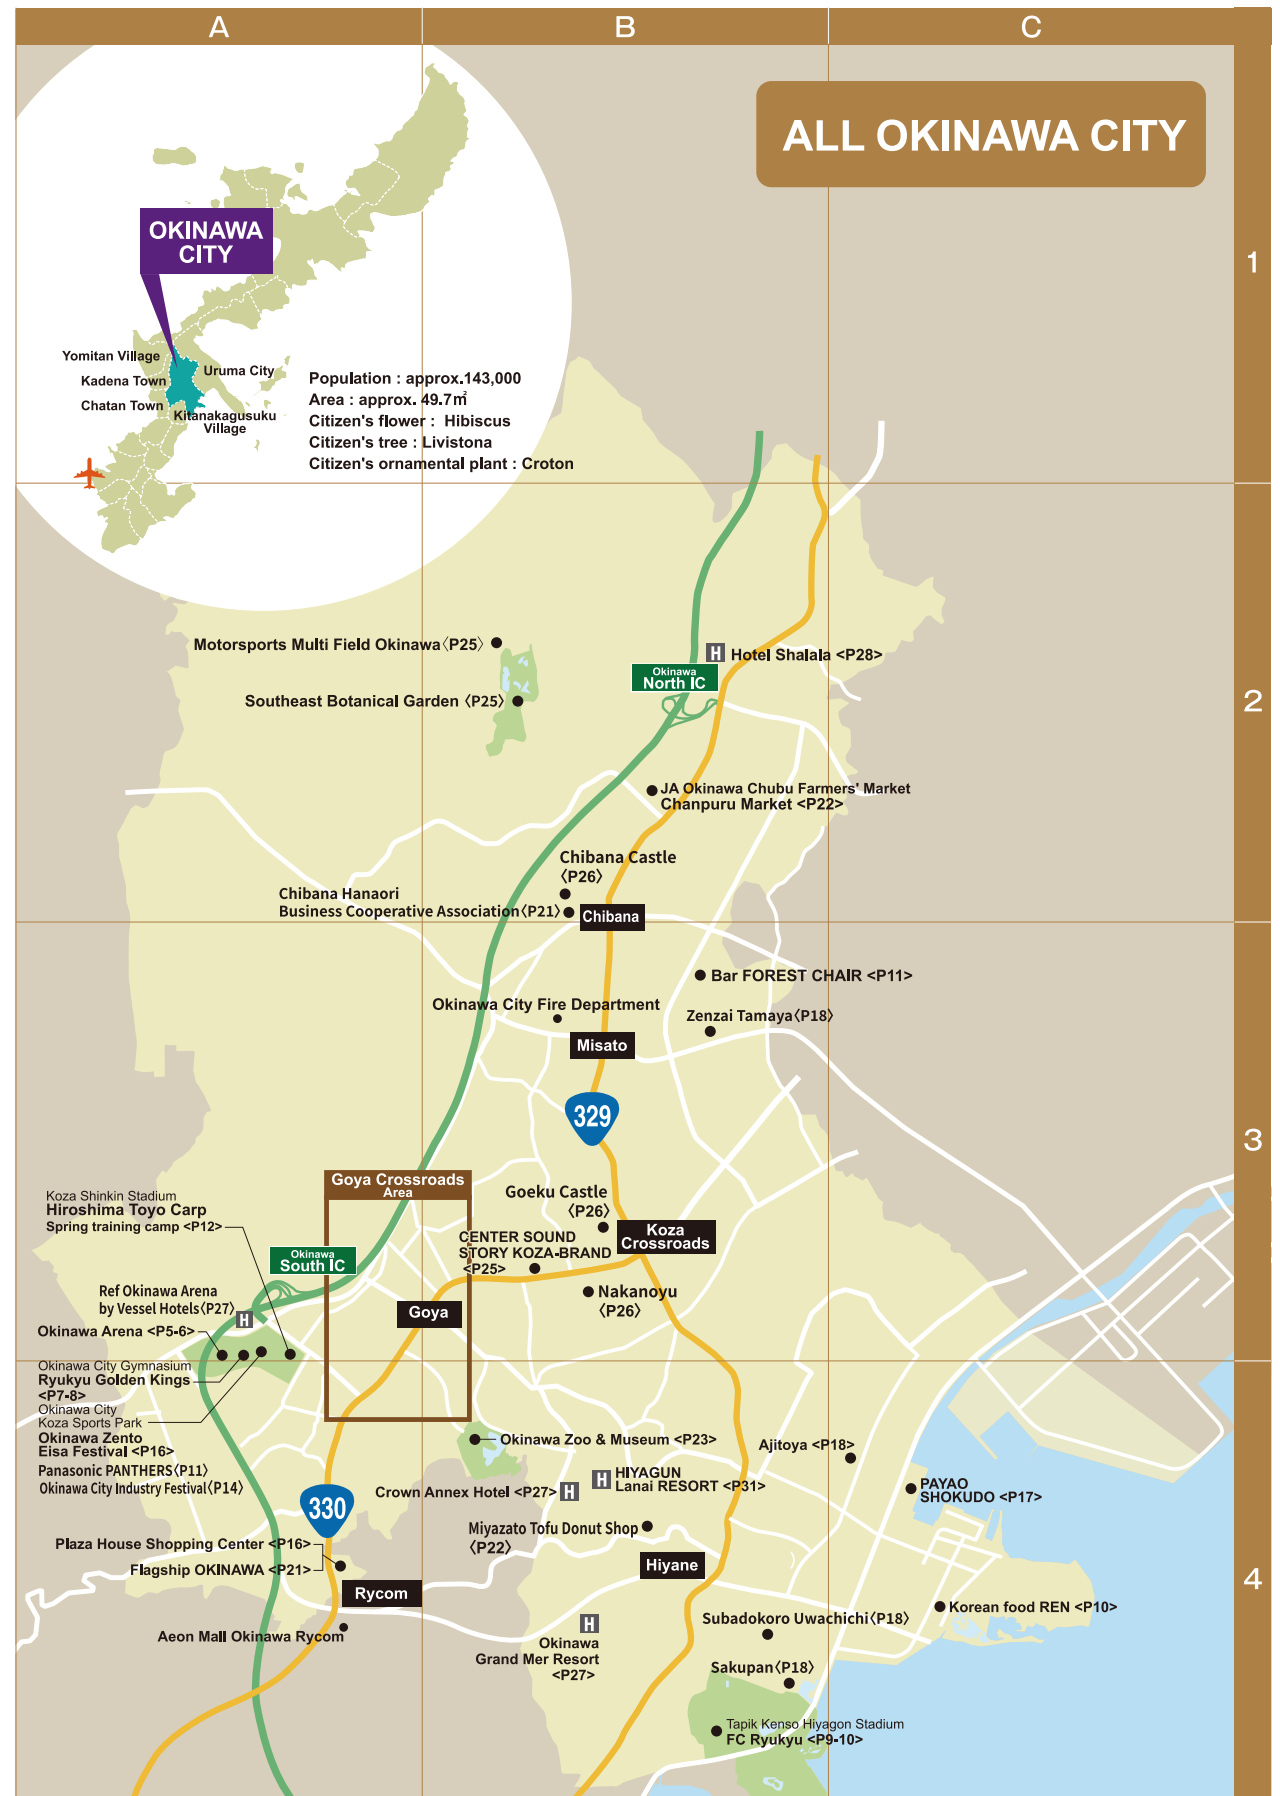 A
B
C
ALL OKINAWA CITY
1
OKINAWA
CITY
Yomitan Village
Kadena Town
Chatan Town
Uruma City
Kitanakagusuku
Village
Population : approx.143,000
Area : approx. 49.7㎡
Citizen's flower : Hibiscus
Citizen's tree : Livistona
Citizen's ornamental plant : Croton
2
Motorsports Multi Field Okinawa〈P25〉
H Hotel Shalala <P28>
Okinawa
North IC
Southeast Botanical Garden〈P25〉
JA Okinawa Chubu Farmers' Market
Chanpuru Market <P22>
Chibana Castle
〈P26〉
Chibana Hanaori
Business Cooperative Association〈P21〉
Chibana
3
Bar FOREST CHAIR <P11>
Okinawa City Fire Department
Zenzai Tamaya〈P18〉
Misato
329
Goya Crossroads
Area
Koza Shinkin Stadium
Hiroshima Toyo Carp
Spring training camp <P12>
Goeku Castle
〈P26〉
Koza
Crossroads
CENTER SOUND
STORY KOZA-BRAND
<P25>
Okinawa
South IC
Nakanoyu
〈P26〉
Ref Okinawa Arena
by Vessel Hotels〈P27〉
H
Goya
Okinawa Arena <P5-6>
Okinawa City Gymnasium
Ryukyu Golden Kings
<P7-8>
Okinawa City
Koza Sports Park
Okinawa Zento
Eisa Festival <P16>
Panasonic PANTHERS〈P11〉
Okinawa City Industry Festival〈P14〉
4
Okinawa Zoo & Museum <P23>
Ajitoya <P18>
H HIYAGUN
Lanai RESORT <P31>
Crown Annex Hotel <P27> H
PAYAO
SHOKUDO <P17>
330
Miyazato Tofu Donut Shop
〈P22〉
Plaza House Shopping Center <P16>
Flagship OKINAWA <P21>
Hiyane
Rycom
Korean food REN <P10>
Subadokoro Uwachichi〈P18〉
Aeon Mall Okinawa Rycom
H
Okinawa
Grand Mer Resort
<P27>
Sakupan〈P18〉
Tapik Kenso Hiyagon Stadium
FC Ryukyu <P9-10>